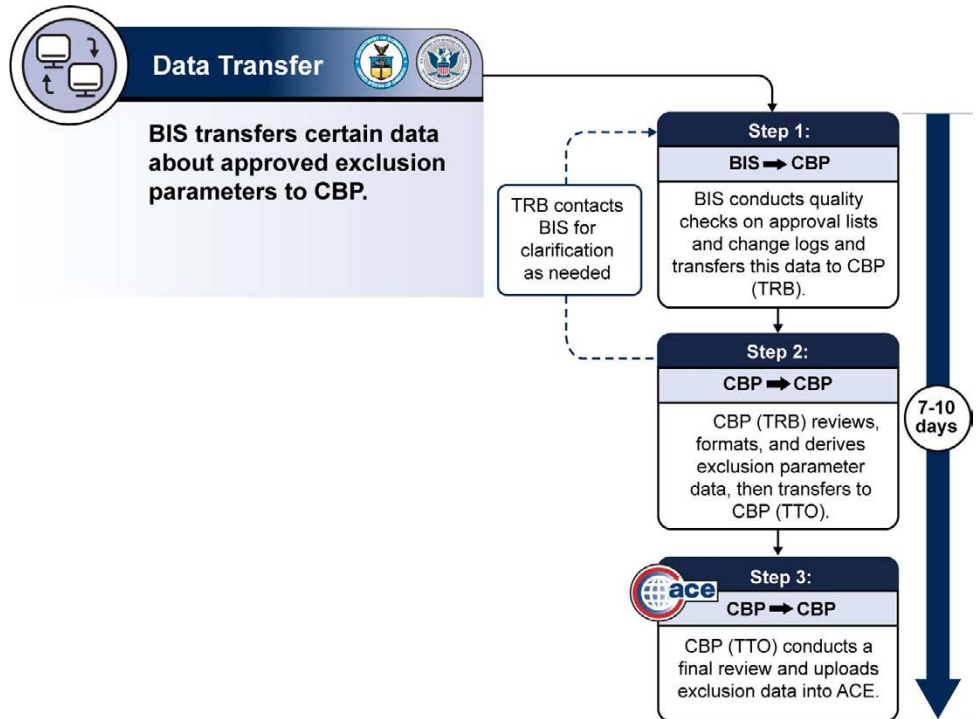 Data Transfer
BIS transfers certain data
about approved exclusion
parameters to CBP.
TRB contacts
BIS for
clarification
as needed
Step 1:
BIS ➡ CBP
BIS conducts quality
checks on approval lists
and change logs and
transfers this data to CBP
(TRB).
Step 2:
CBP ➡ CBP
CBP (TRB) reviews,
formats, and derives
exclusion parameter
data, then transfers to
CBP (TTO).
7-10
days
ace
Step 3:
CBP ➡ CBP
CBP (TTO) conducts a
final review and uploads
exclusion data into ACE.